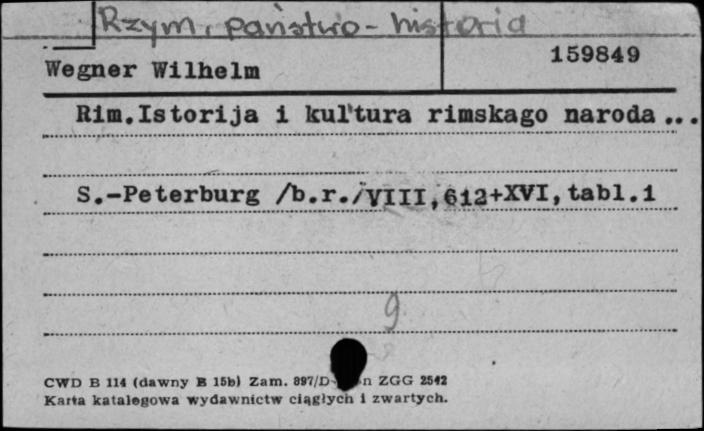 Rzym, państwo - historia
159849
Wegner Wilhelm
Rim.Istorija i kul'tura rimskago naroda ...
S.-Peterburg /b.r./VIII,612+XVI,tabl.1
9
CWD B 114 (dawny B 15b) Zam. 897/D ZGG 2542
Karta katalogowa wydawnictw ciągłych i zwartych.